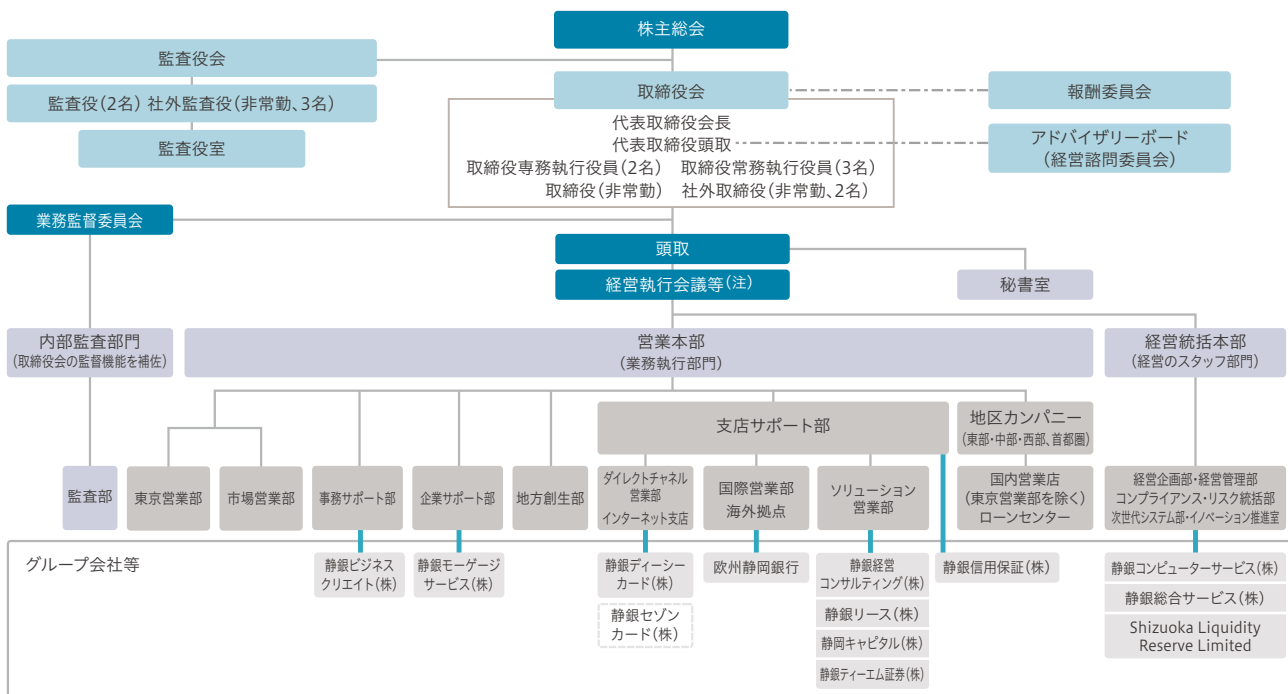 株主総会
監査役会
監査役(2名) 社外監査役(非常勤、3名)
監査役室
取締役会
代表取締役会長
代表取締役頭取
取締役専務執行役員(2名) 取締役常務執行役員(3名)
取締役(非常勤) 社外取締役(非常勤、2名)
報酬委員会
アドバイザリーボード
(経営諮問委員会)
業務監督委員会
頭取
経営執行会議等(注)
秘書室
内部監査部門
(取締役会の監督機能を補佐)
営業本部
(業務執行部門)
経営統括本部
(経営のスタッフ部門)
支店サポート部
地区カンパニー
(東部・中部・西部、首都圏)
監査部
東京営業部
市場営業部
事務サポート部
企業サポート部
地方創生部
ダイレクトチャネル
営業部
インターネット支店
国際営業部
海外拠点
ソリューション
営業部
国内営業店
(東京営業部を除く)
ローンセンター
経営企画部・経営管理部
コンプライアンス・リスク統括部
次世代システム部・イノベーション推進室
グループ会社等
静銀ビジネス
クリエイト(株)
静銀モーゲージ
サービス(株)
静銀ディーシー
カード(株)
静銀セゾン
カード(株)
欧州静岡銀行
静銀経営
コンサルティング(株)
静銀リース(株)
静岡キャピタル(株)
静銀ティーエム証券(株)
静銀信用保証(株)
静銀コンピューターサービス(株)
静銀総合サービス(株)
Shizuoka Liquidity
Reserve Limited